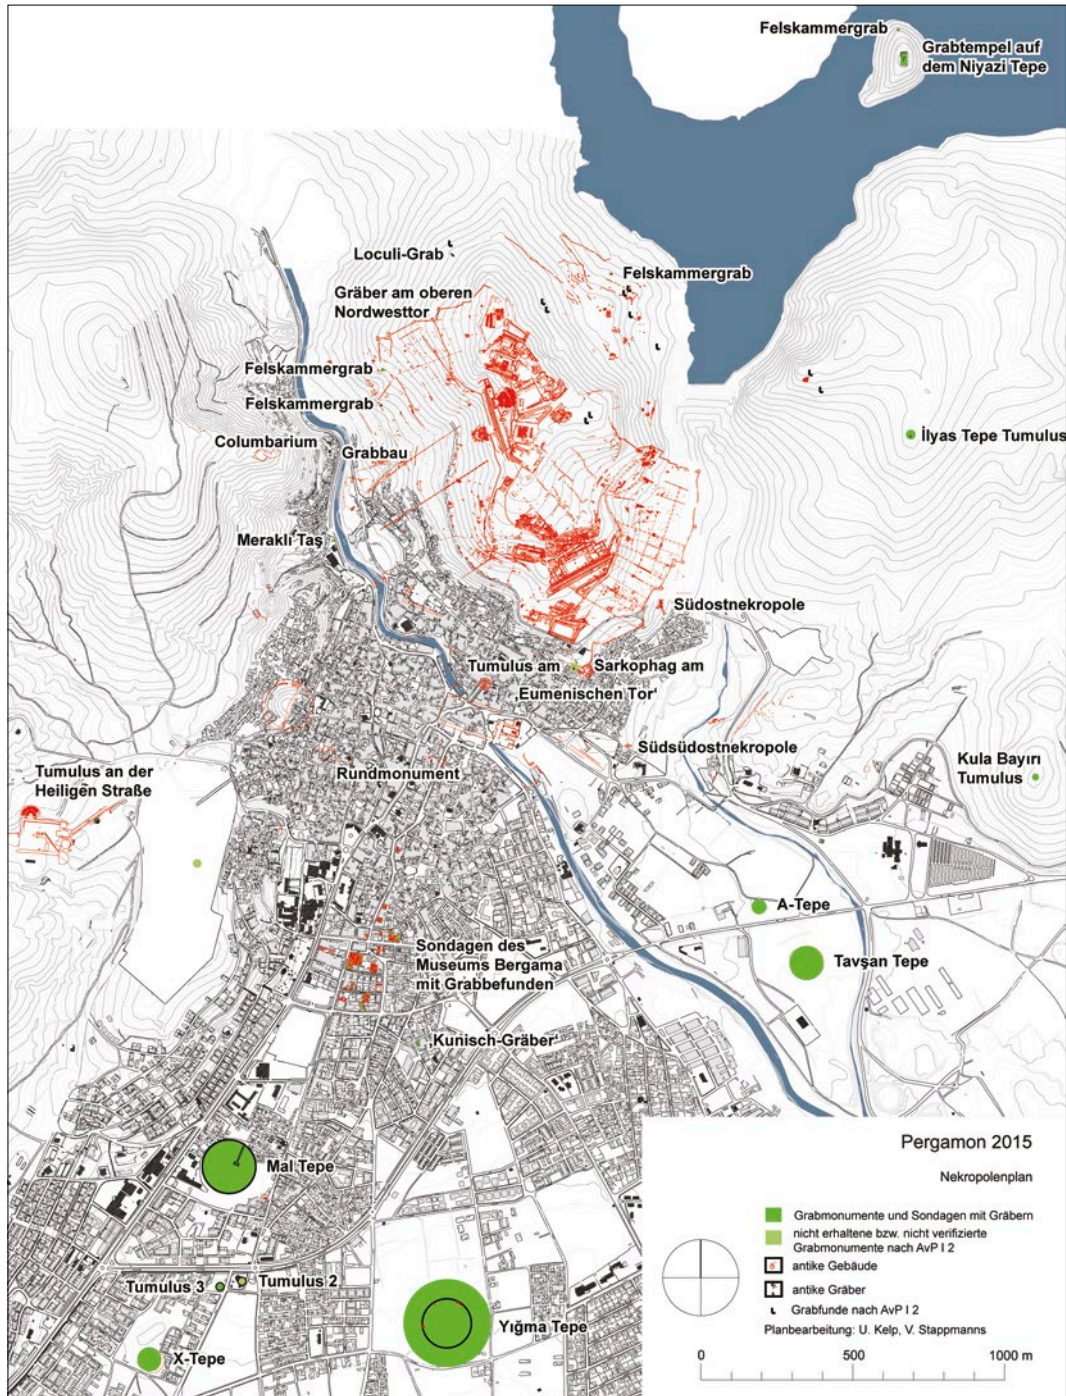 Felskammergrab
Grabtempel auf
dem Niyazi Tepe
Loculi-Grab
Felskammergrab
Gräber am oberen
Nordwesttor
Felskammergrab
Felskammergrab
Columbarium
Grabbau
İlyas Tepe Tumulus
Meraklı Taş
Südostnekropole
Tumulus am
Sarkophag am
‚Eumenischen Tor‘
Südsüdostnekropole
Kula Bayırı
Tumulus
Tumulus an der
Heiligen Straße
Rundmonument
A-Tepe
Sondagen des
Museums Bergama
mit Grabbefunden
Tavşan Tepe
‚Kunisch-Gräber‘
Mal Tepe
Tumulus 3
Tumulus 2
Yığma Tepe
X-Tepe
Pergamon 2015
Nekropolenplan
Grabmonumente und Sondagen mit Gräbern
nicht erhaltene bzw. nicht verifizierte
Grabmonumente nach AvP I 2
antike Gebäude
antike Gräber
Grabfunde nach AvP I 2
Planbearbeitung: U. Kelp, V. Stappmanns
0 500 1000 m